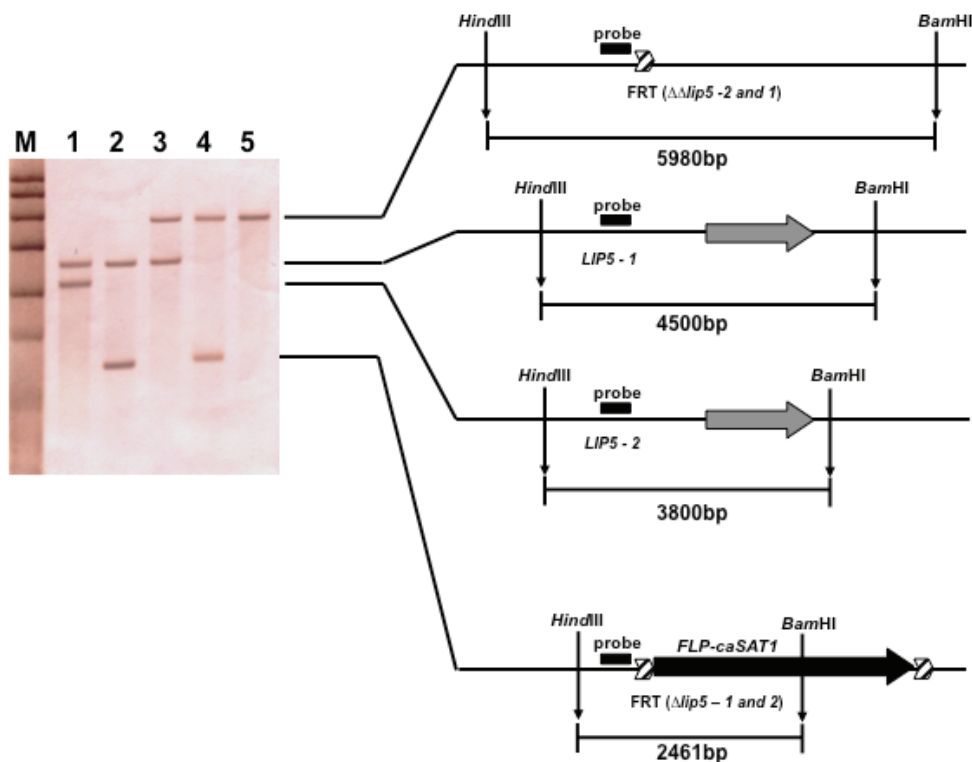 HindIII
BamHI
probe
FRT (ΔΔlip5 -2 and 1)
5980bp
M 1 2 3 4 5
HindIII
BamHI
probe
LIP5 - 1
4500bp
HindIII
BamHI
probe
LIP5 - 2
3800bp
HindIII
BamHI
probe
FLP-caSAT1
FRT (Δlip5 – 1 and 2)
2461bp